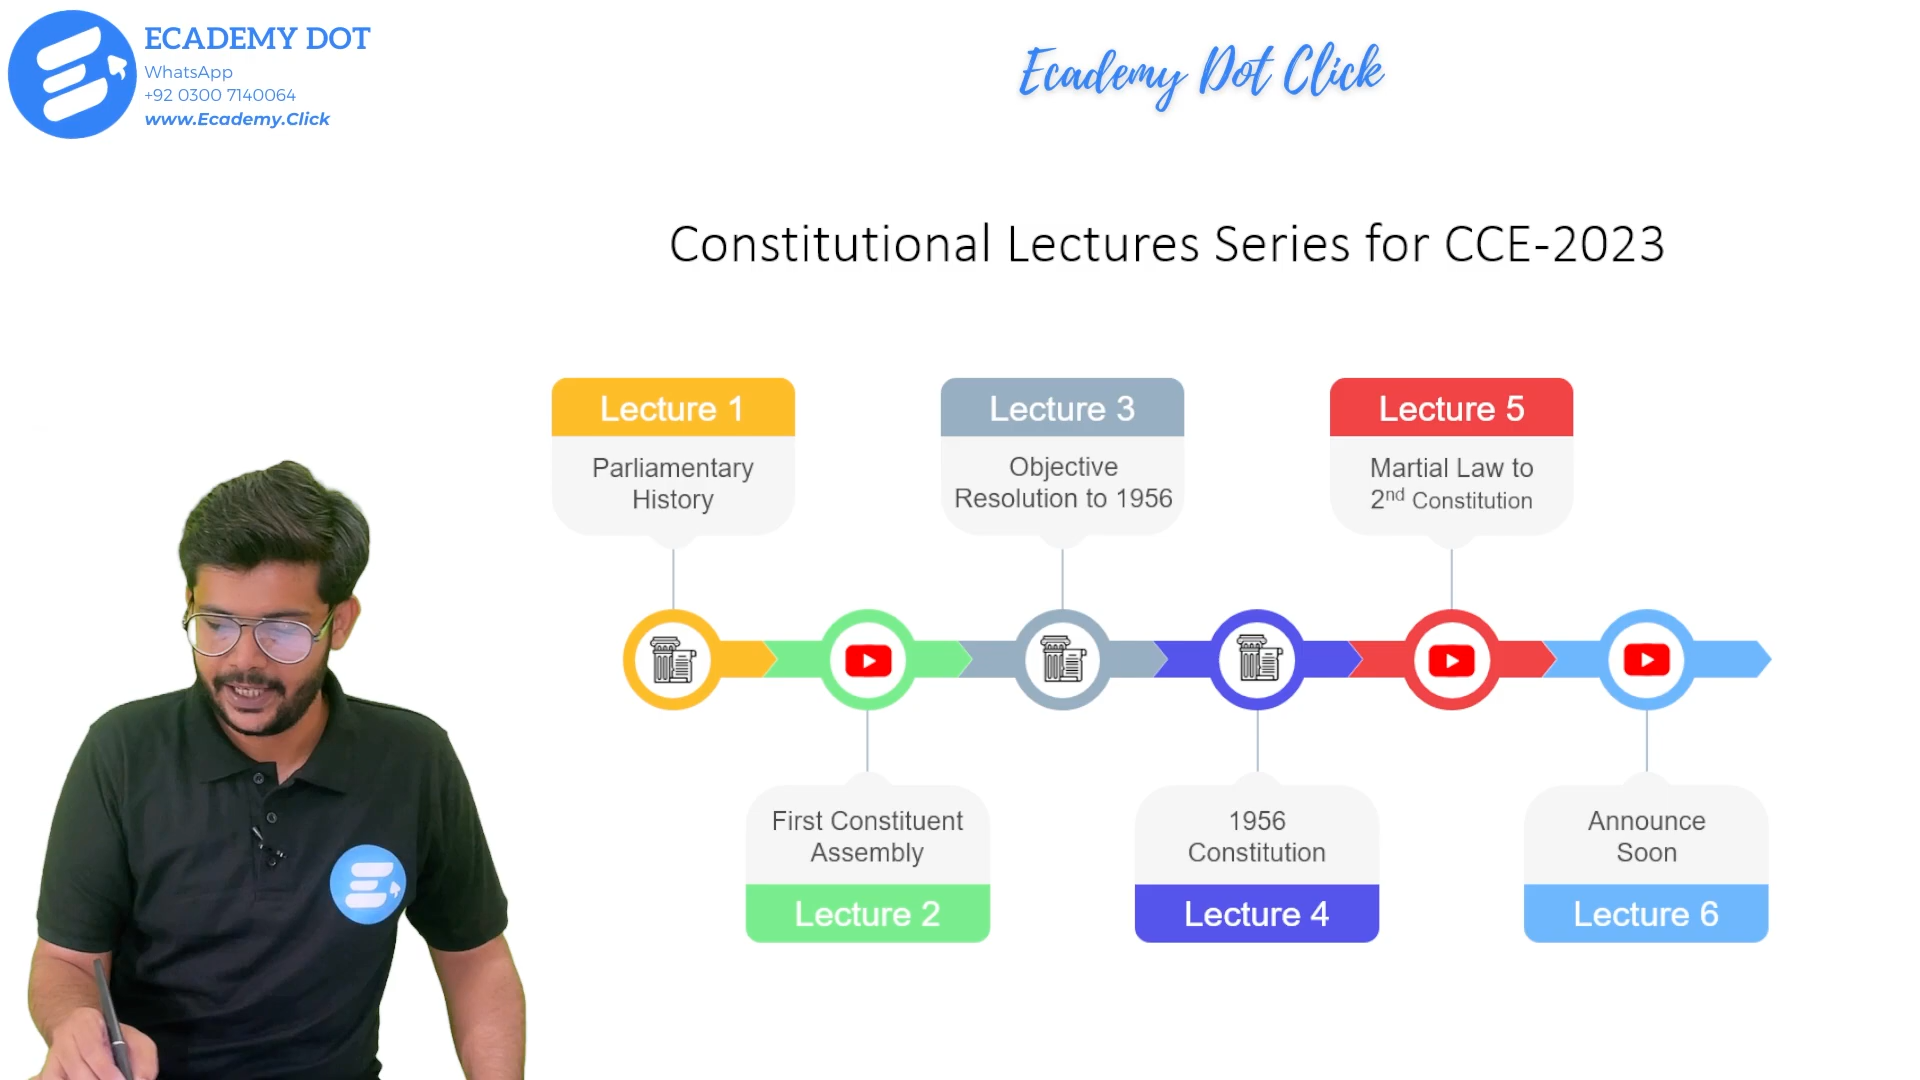 ECADEMY DOT
WhatsApp
+92 0300 7140064
www.Ecademy.Click
Ecademy Dot Click
Constitutional Lectures Series for CCE-2023
Lecture 1
Parliamentary
History
Lecture 3
Objective
Resolution to 1956
Lecture 5
Martial Law to
2nd Constitution
First Constituent
Assembly
Lecture 2
1956
Constitution
Lecture 4
Announce
Soon
Lecture 6